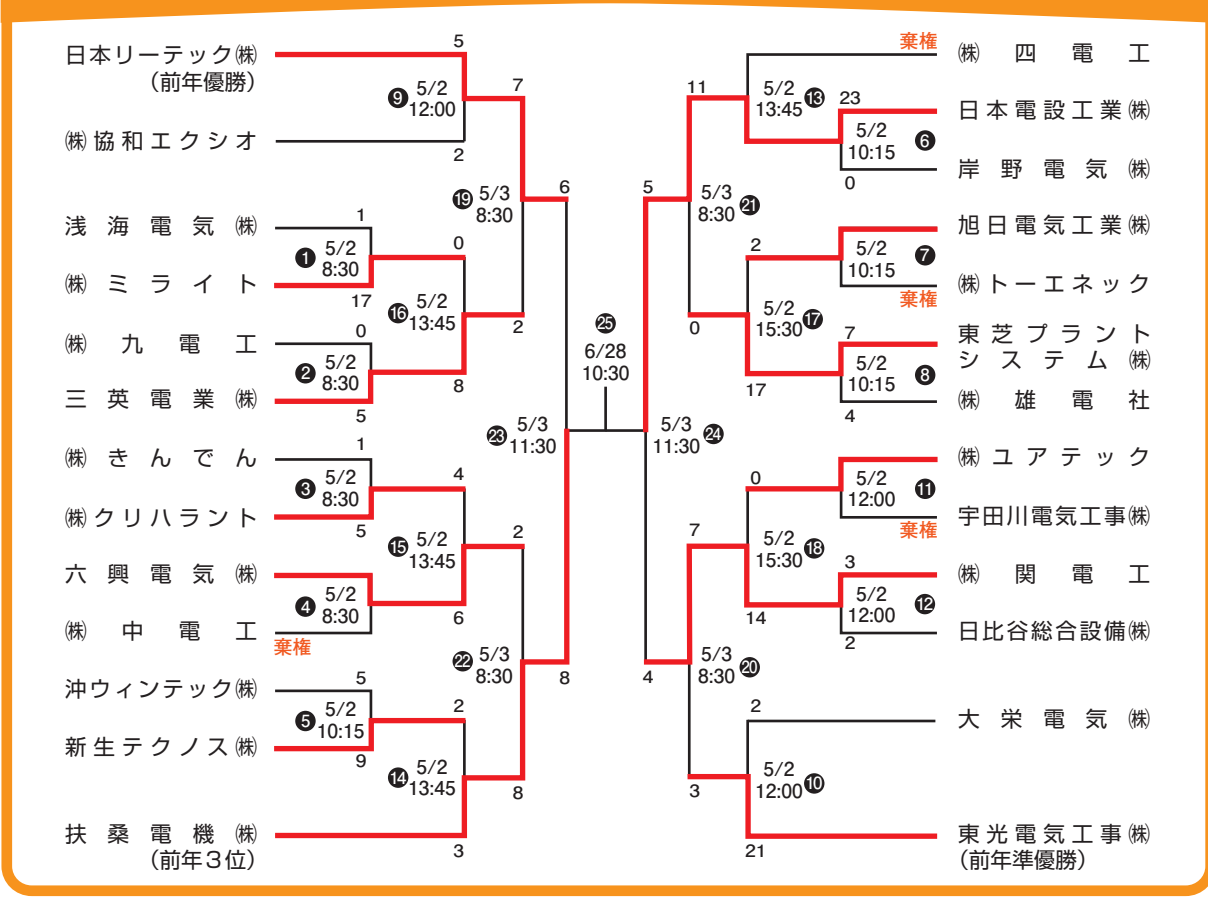 日本リーテック㈱
(前年優勝)
5
❾ 5/2
12:00
7
㈱協和エクシオ
2
⓳ 5/3
8:30
6
浅海電気㈱
1
❶ 5/2
8:30
0
㈱ミライト
17
⓰ 5/2
13:45
2
㈱九電工
0
❷ 5/2
8:30
8
三英電業㈱
5
㈱きんでん
1
㉓ 5/3
11:30
❸ 5/2
8:30
4
㈱クリハラント
5
⓯ 5/2
13:45
2
六興電気㈱
❹ 5/2
8:30
6
㈱中電工
棄権
㉒ 5/3
8:30
8
沖ウィンテック㈱
5
❺ 5/2
10:15
2
新生テクノス㈱
9
⓮ 5/2
13:45
8
扶桑電機㈱
(前年3位)
3
㉕
6/28
10:30
棄権
㈱四電工
11
5/2 ⓭
13:45
23
日本電設工業㈱
5/2 ❻
10:15
岸野電気㈱
0
5
5/3 ㉑
8:30
旭日電気工業㈱
2
5/2 ❼
10:15
㈱トーエネック
棄権
0
5/2 ⓱
15:30
7
東芝プラント
システム㈱
5/2 ❽
10:15
17
㈱雄電社
4
5/3 ㉔
11:30
㈱ユアテック
0
5/2 ⓫
12:00
宇田川電気工事㈱
棄権
7
5/2 ⓲
15:30
3
㈱関電工
5/2 ⓬
12:00
14
日比谷総合設備㈱
2
4
5/3 ⓴
8:30
2
大栄電気㈱
3
5/2 ❿
12:00
21
東光電気工事㈱
(前年準優勝)